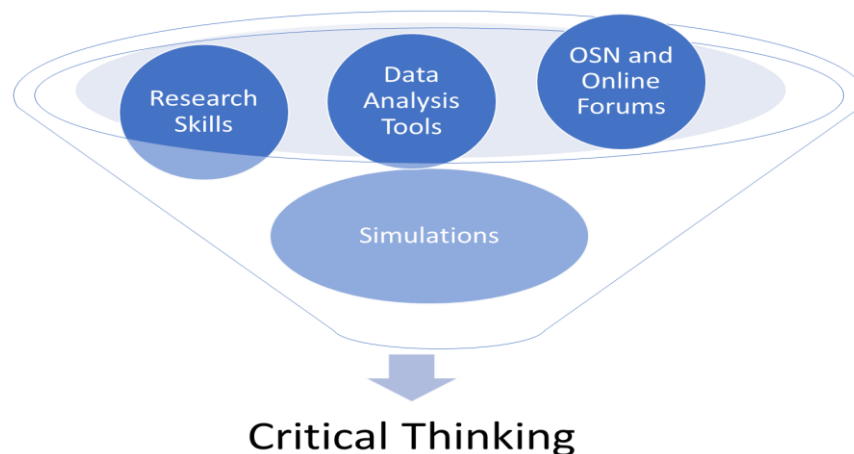 OSN and
Online
Forums
Data
Analysis
Tools
Research
Skills
Simulations
Critical Thinking